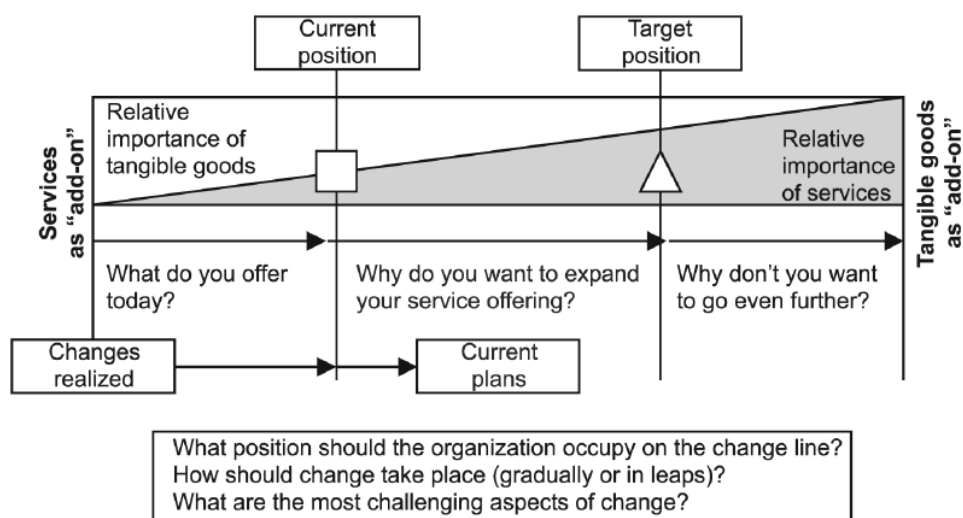 Current
position
Target
position
Services
as “add-on”
Relative
importance of
tangible goods
Relative
importance
of services
Tangible goods
as “add-on”
What do you offer
today?
Why do you want to expand
your service offering?
Why don’t you want
to go even further?
Changes
realized
Current
plans
What position should the organization occupy on the change line?
How should change take place (gradually or in leaps)?
What are the most challenging aspects of change?